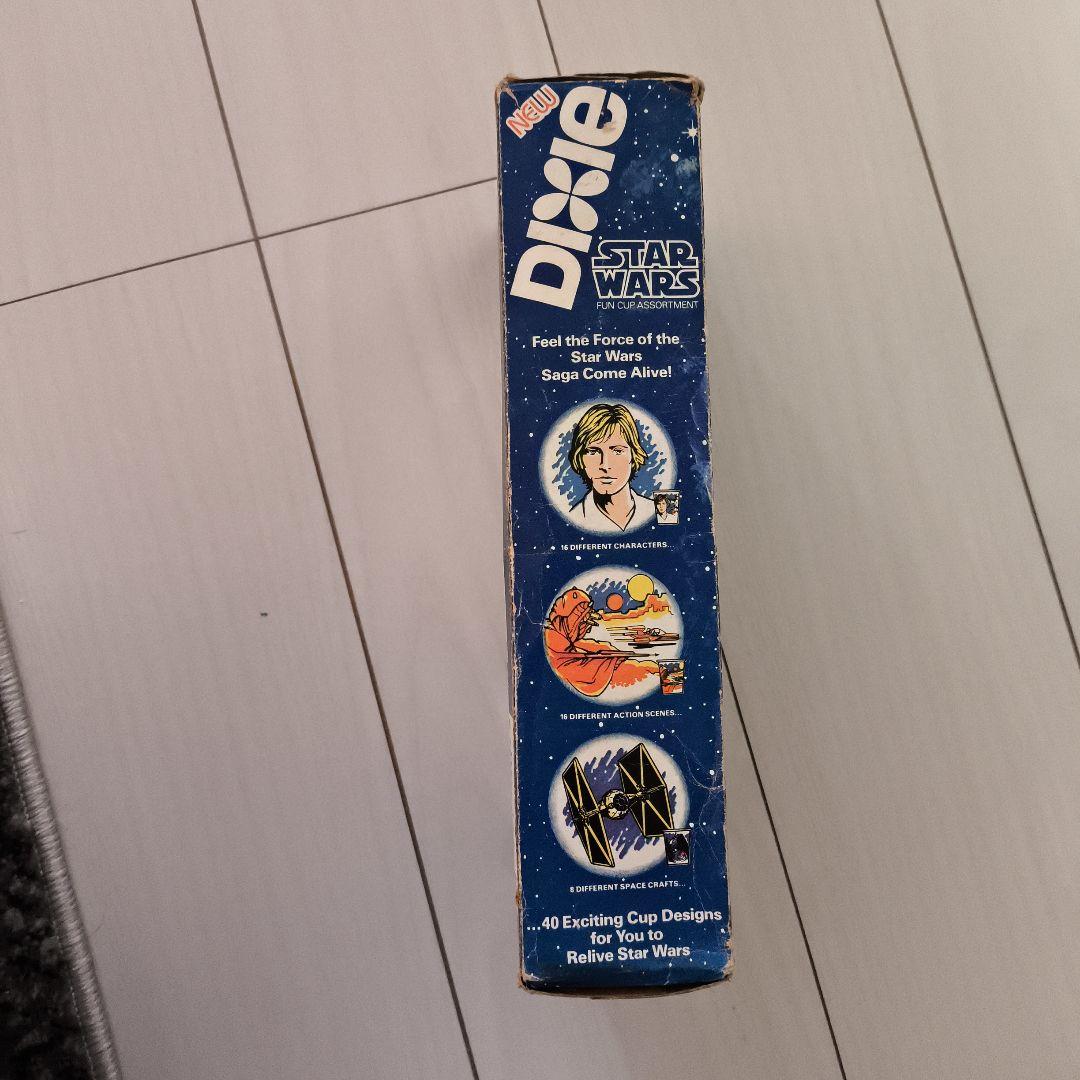 NEW
DIXIE
STAR
WARS
FUN CUP ASSORTMENT
Feel the Force of the
Star Wars
Saga Come Alive!
16 DIFFERENT CHARACTERS...
16 DIFFERENT ACTION SCENES...
8 DIFFERENT SPACE CRAFTS...
...40 Exciting Cup Designs
for You to
Relive Star Wars